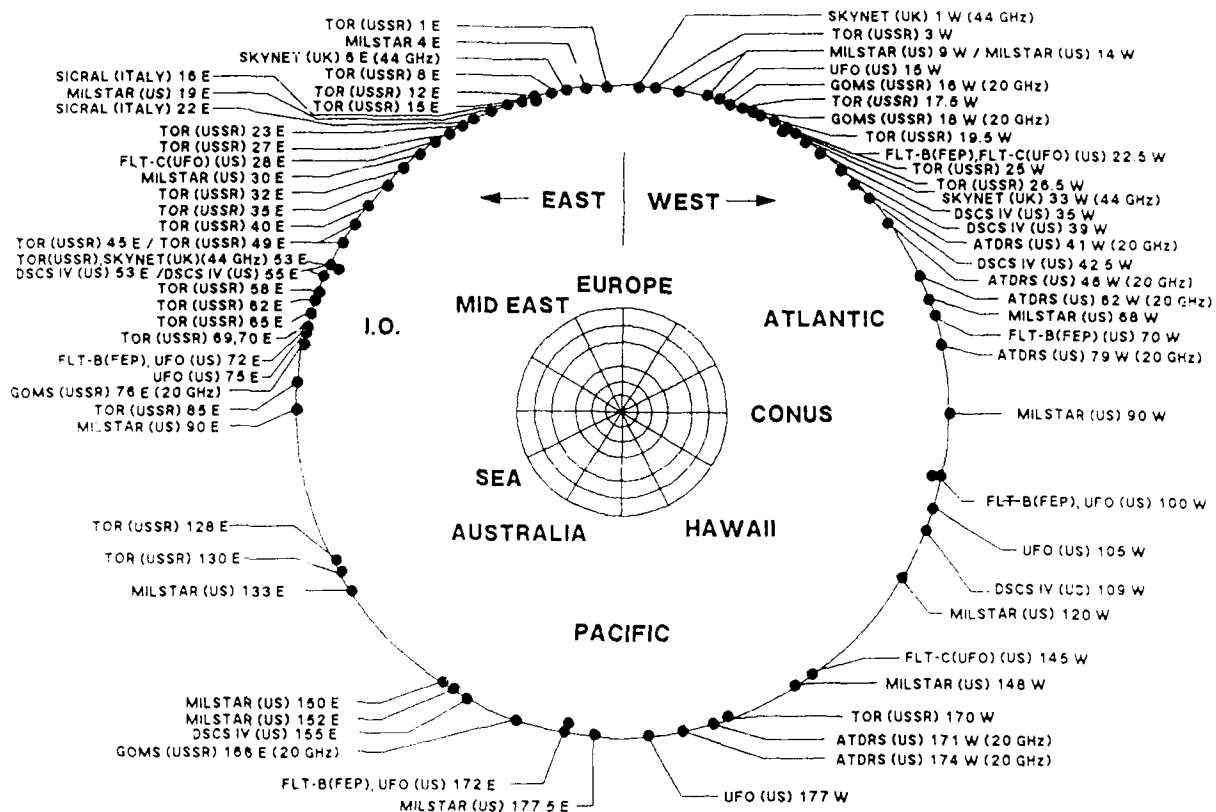 TOR (USSR) 1 E
MILSTAR 4 E
SKYNET (UK) 6 E (44 GHz)
TOR (USSR) 8 E
SICRAL (ITALY) 16 E
TOR (USSR) 12 E
MILSTAR (US) 19 E
TOR (USSR) 15 E
SICRAL (ITALY) 22 E
TOR (USSR) 23 E
TOR (USSR) 27 E
FLT-C(UFO) (US) 28 E
MILSTAR (US) 30 E
TOR (USSR) 32 E
TOR (USSR) 35 E
TOR (USSR) 40 E
TOR (USSR) 45 E / TOR (USSR) 49 E
TOR(USSR),SKYNET(UK)(44 GHz) 53 E
DSCS IV (US) 53 E /DSCS IV (US) 55 E
TOR (USSR) 58 E
TOR (USSR) 62 E
TOR (USSR) 65 E
TOR (USSR) 69,70 E
FLT-B(FEP), UFO (US) 72 E
UFO (US) 75 E
GOMS (USSR) 76 E (20 GHz)
TOR (USSR) 85 E
MILSTAR (US) 90 E
TOR (USSR) 128 E
TOR (USSR) 130 E
MILSTAR (US) 133 E
MILSTAR (US) 150 E
MILSTAR (US) 152 E
DSCS IV (US) 155 E
GOMS (USSR) 166 E (20 GHz)
FLT-B(FEP), UFO (US) 172 E
MILSTAR (US) 177.5 E
EAST
WEST
EUROPE
MID EAST
I.O.
ATLANTIC
CONUS
SEA
AUSTRALIA
HAWAII
PACIFIC
SKYNET (UK) 1 W (44 GHz)
TOR (USSR) 3 W
MILSTAR (US) 9 W / MILSTAR (US) 14 W
UFO (US) 15 W
GOMS (USSR) 16 W (20 GHz)
TOR (USSR) 17.5 W
GOMS (USSR) 18 W (20 GHz)
TOR (USSR) 19.5 W
FLT-B(FEP),FLT-C(UFO) (US) 22.5 W
TOR (USSR) 25 W
TOR (USSR) 26.5 W
SKYNET (UK) 33 W (44 GHz)
DSCS IV (US) 35 W
DSCS IV (US) 39 W
ATDRS (US) 41 W (20 GHz)
DSCS IV (US) 42.5 W
ATDRS (US) 46 W (20 GHz)
ATDRS (US) 62 W (20 GHz)
MILSTAR (US) 68 W
FLT-B(FEP) (US) 70 W
ATDRS (US) 79 W (20 GHz)
MILSTAR (US) 90 W
FLT-B(FEP), UFO (US) 100 W
UFO (US) 105 W
DSCS IV (US) 109 W
MILSTAR (US) 120 W
FLT-C(UFO) (US) 145 W
MILSTAR (US) 148 W
TOR (USSR) 170 W
ATDRS (US) 171 W (20 GHz)
ATDRS (US) 174 W (20 GHz)
UFO (US) 177 W